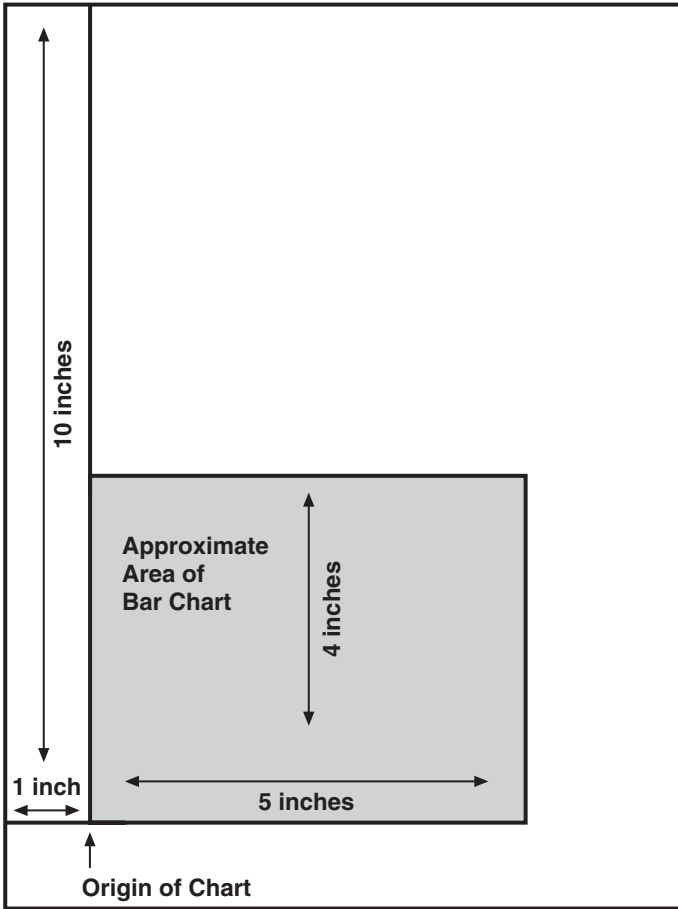 10 inches
Approximate
Area of
Bar Chart
4 inches
1 inch
5 inches
Origin of Chart